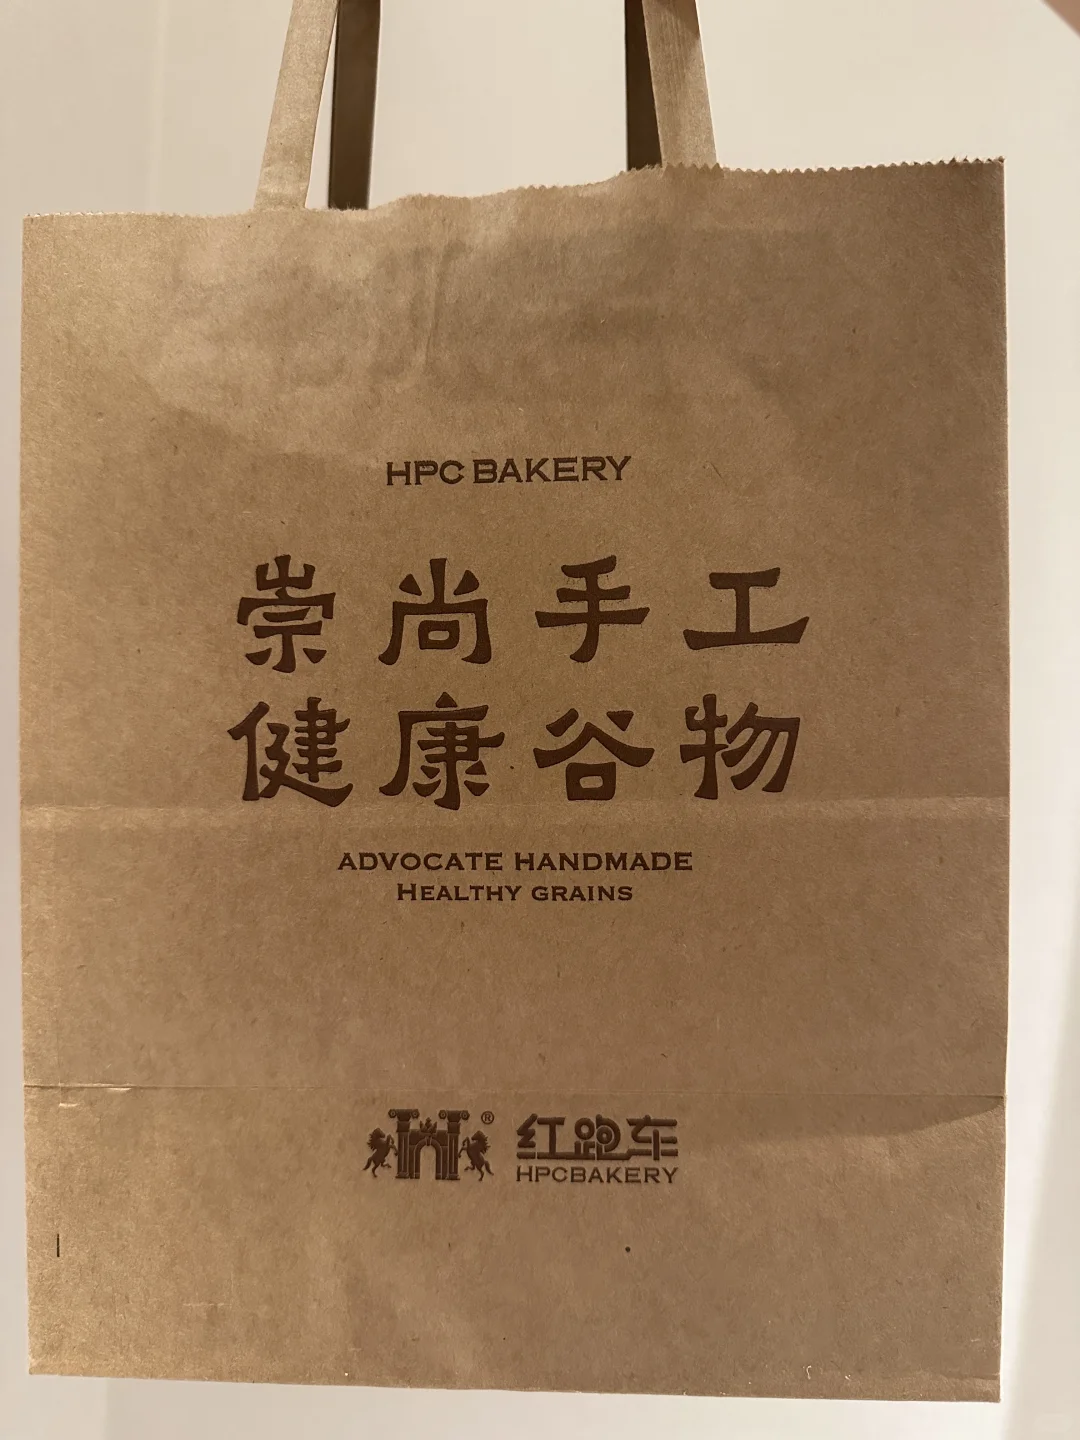 HPC BAKERY
崇尚手工
健康谷物
ADVOCATE HANDMADE
HEALTHY GRAINS
® 红跑车
HPCBAKERY